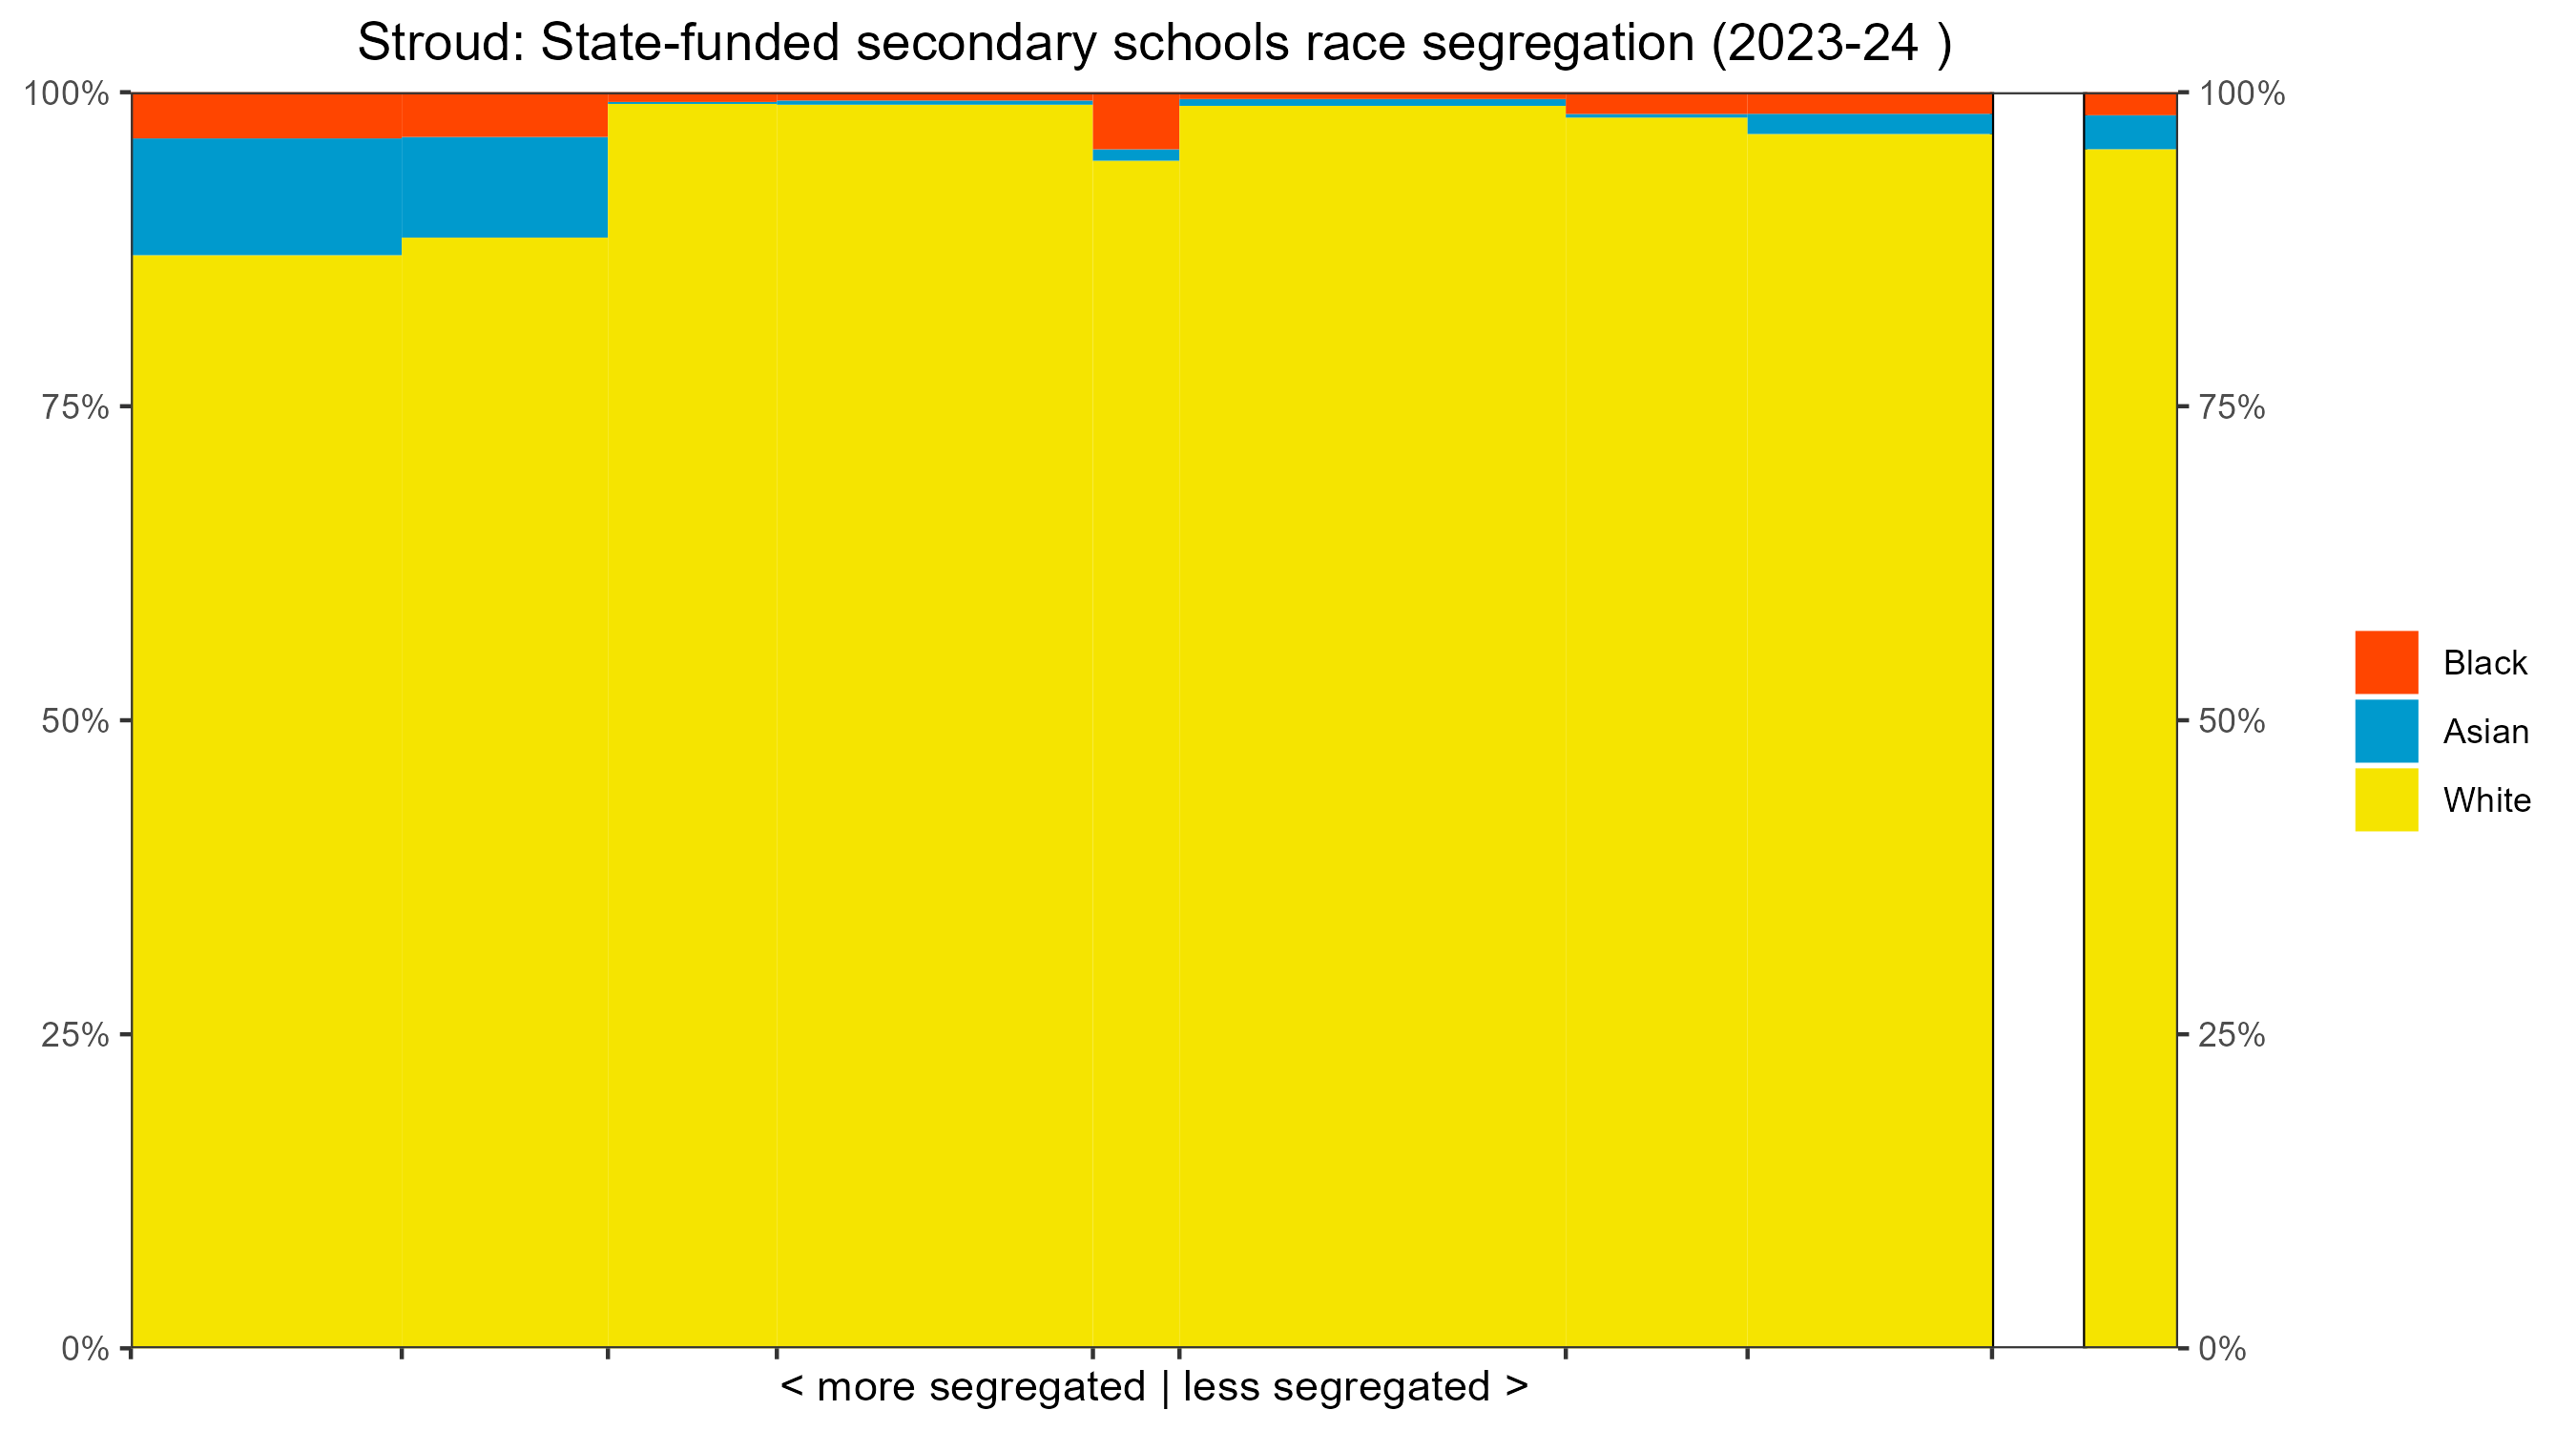 Stroud: State-funded secondary schools race segregation (2023-24 )
100%
75%
50%
25%
0%
100%
75%
50%
25%
0%
Black
Asian
White
< more segregated | less segregated >